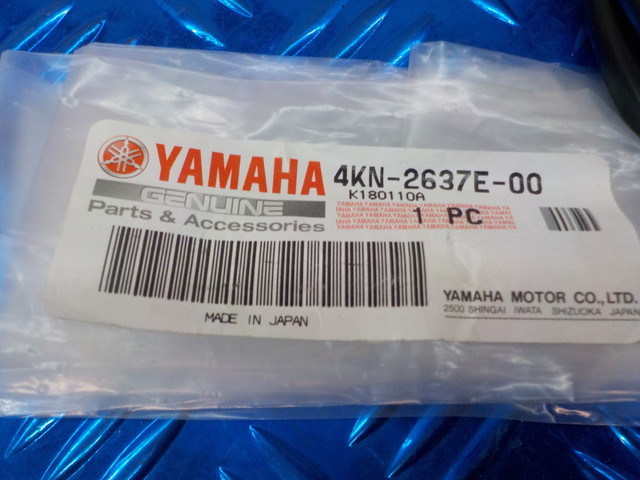 YAMAHA 4KN-2637E-00
GENUINE K180110A
Parts & Accessories 1 PC
MADE IN JAPAN
YAMAHA MOTOR CO.,LTD.
2500 SHINGAI IWATA SHIZUOKA JAPAN